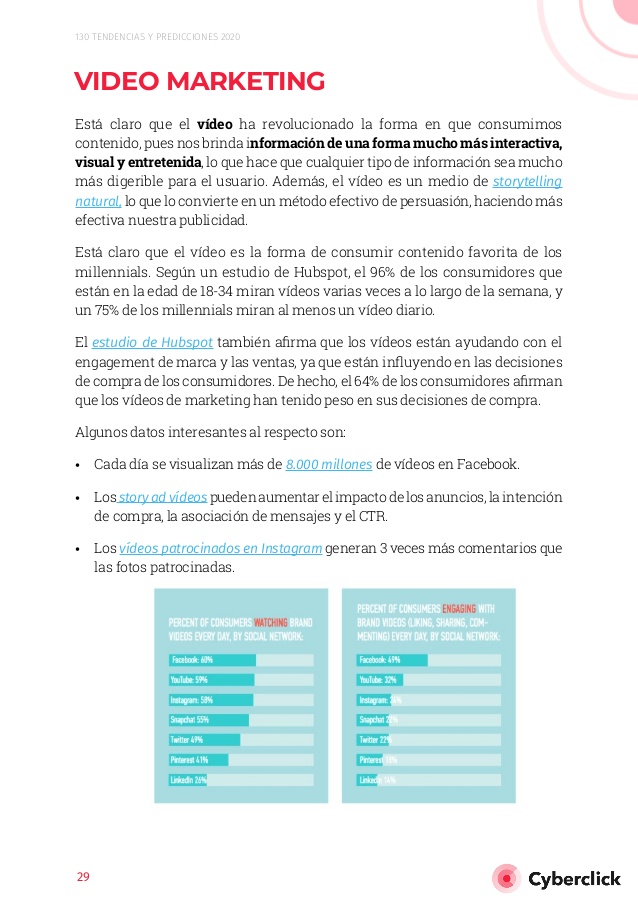 130 TENDENCIAS Y PREDICCIONES 2020
VIDEO MARKETING
Está claro que el vídeo ha revolucionado la forma en que consumimos
contenido, pues nos brinda información de una forma mucho más interactiva,
visual y entretenida, lo que hace que cualquier tipo de información sea mucho
más digerible para el usuario. Además, el vídeo es un medio de storytelling
natural, lo que lo convierte en un método efectivo de persuasión, haciendo más
efectiva nuestra publicidad.
Está claro que el vídeo es la forma de consumir contenido favorita de los
millennials. Según un estudio de Hubspot, el 96% de los consumidores que
están en la edad de 18-34 miran vídeos varias veces a lo largo de la semana, y
un 75% de los millennials miran al menos un vídeo diario.
El estudio de Hubspot también afirma que los vídeos están ayudando con el
engagement de marca y las ventas, ya que están influyendo en las decisiones
de compra de los consumidores. De hecho, el 64% de los consumidores afirman
que los vídeos de marketing han tenido peso en sus decisiones de compra.
Algunos datos interesantes al respecto son:
• Cada día se visualizan más de 8.000 millones de vídeos en Facebook.
• Los story ad vídeos pueden aumentar el impacto de los anuncios, la intención
de compra, la asociación de mensajes y el CTR.
• Los vídeos patrocinados en Instagram generan 3 veces más comentarios que
las fotos patrocinadas.
PERCENT OF CONSUMERS WATCHING BRAND
VIDEOS EVERY DAY, BY SOCIAL NETWORK:
Facebook: 60%
YouTube: 59%
Instagram: 58%
Snapchat 55%
Twitter 49%
Pinterest 41%
LinkedIn 26%
PERCENT OF CONSUMERS ENGAGING WITH
BRAND VIDEOS (LIKING, SHARING, COM-
MENTING) EVERY DAY, BY SOCIAL NETWORK:
Facebook: 49%
YouTube: 32%
Instagram:
Snapchat
Twitter 22%
Pinterest
LinkedIn
29
Cyberclick